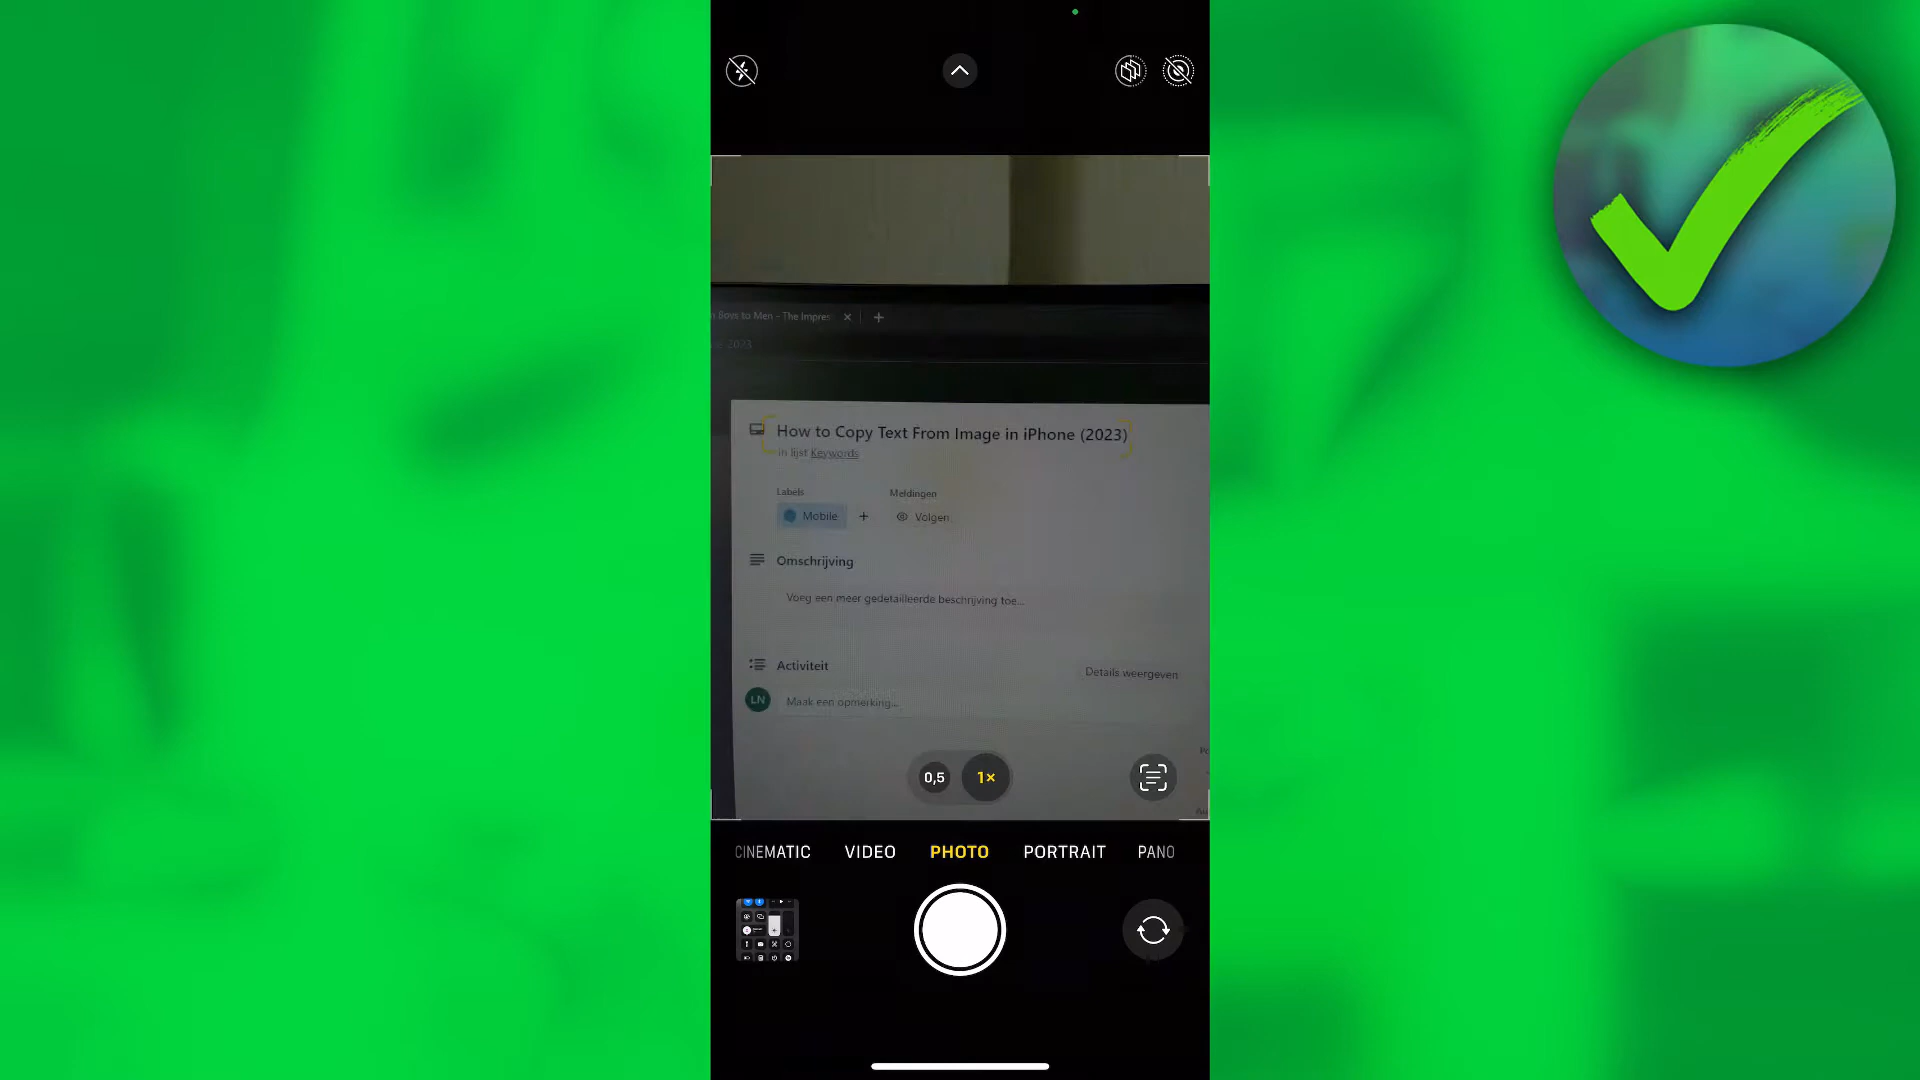 n Boys to Men - The Impres
2023
How to Copy Text From Image in iPhone (2023)
in lijst Keywords
Labels
Meldingen
Mobile
Volgen
Omschrijving
Voeg een meer gedetailleerde beschrijving toe...
Activiteit
Details weergeven
LN
Maak een opmerking...
0,5
1×
CINEMATIC VIDEO PHOTO PORTRAIT PANO